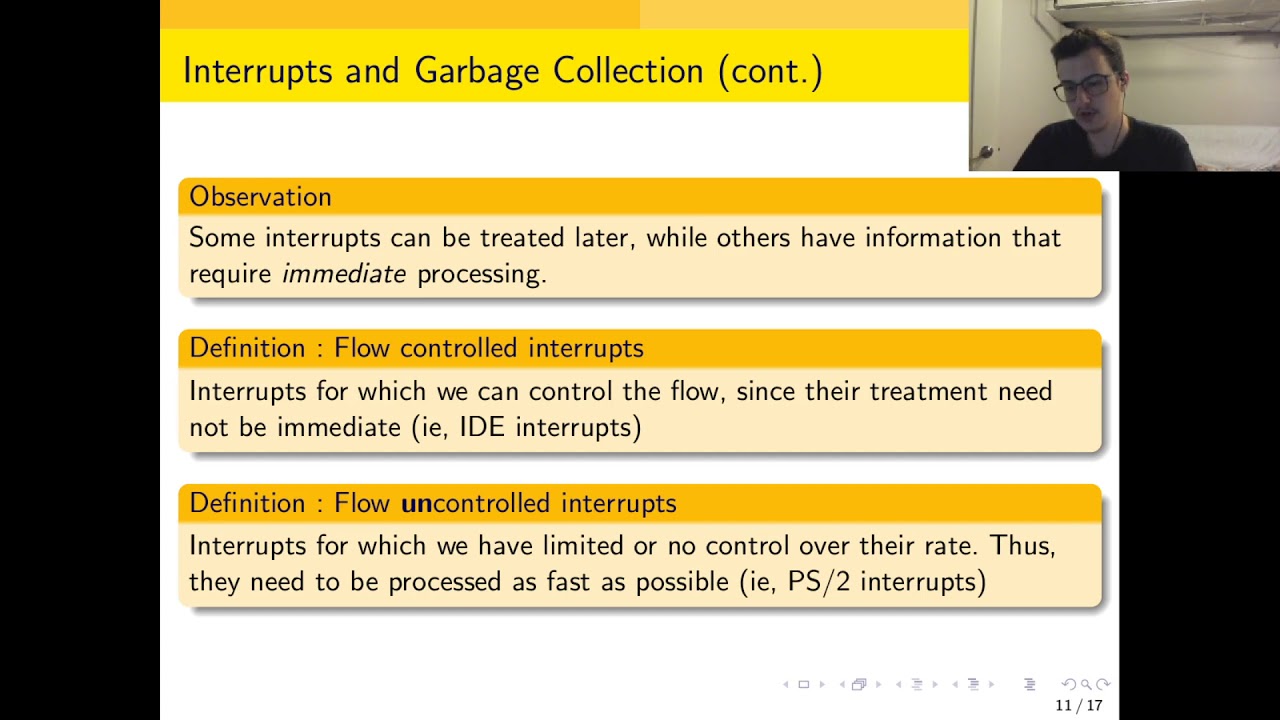 Interrupts and Garbage Collection (cont.)
Observation
Some interrupts can be treated later, while others have information that
require immediate processing.
Definition : Flow controlled interrupts
Interrupts for which we can control the flow, since their treatment need
not be immediate (ie, IDE interrupts)
Definition : Flow uncontrolled interrupts
Interrupts for which we have limited or no control over their rate. Thus,
they need to be processed as fast as possible (ie, PS/2 interrupts)
11 / 17